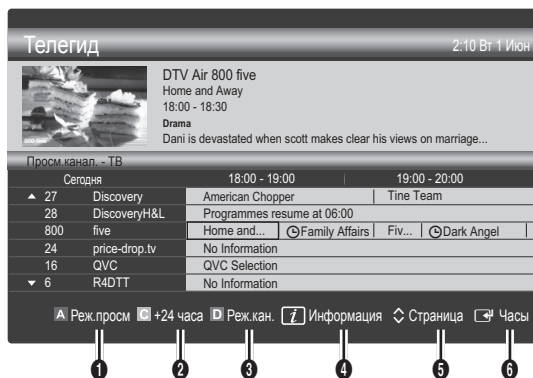 Телегид 2:10 Вт 1 Июн
DTV Air 800 five
Home and Away
18:00 - 18:30
Drama
Dani is devastated when scott makes clear his views on marriage...
800 five
Просм.канал. - ТВ
Сегодня 18:00 - 19:00 19:00 - 20:00
▲ 27 Discovery American Chopper Tine Team
28 DiscoveryH&L Programmes resume at 06:00
800 five Home and... Family Affairs Fiv... Dark Angel
24 price-drop.tv No Information
16 QVC QVC Selection
▼ 6 R4DTT No Information
A Реж.просм C +24 часа D Реж.кан. i Информация Страница Часы
1 2 3 4 5 6